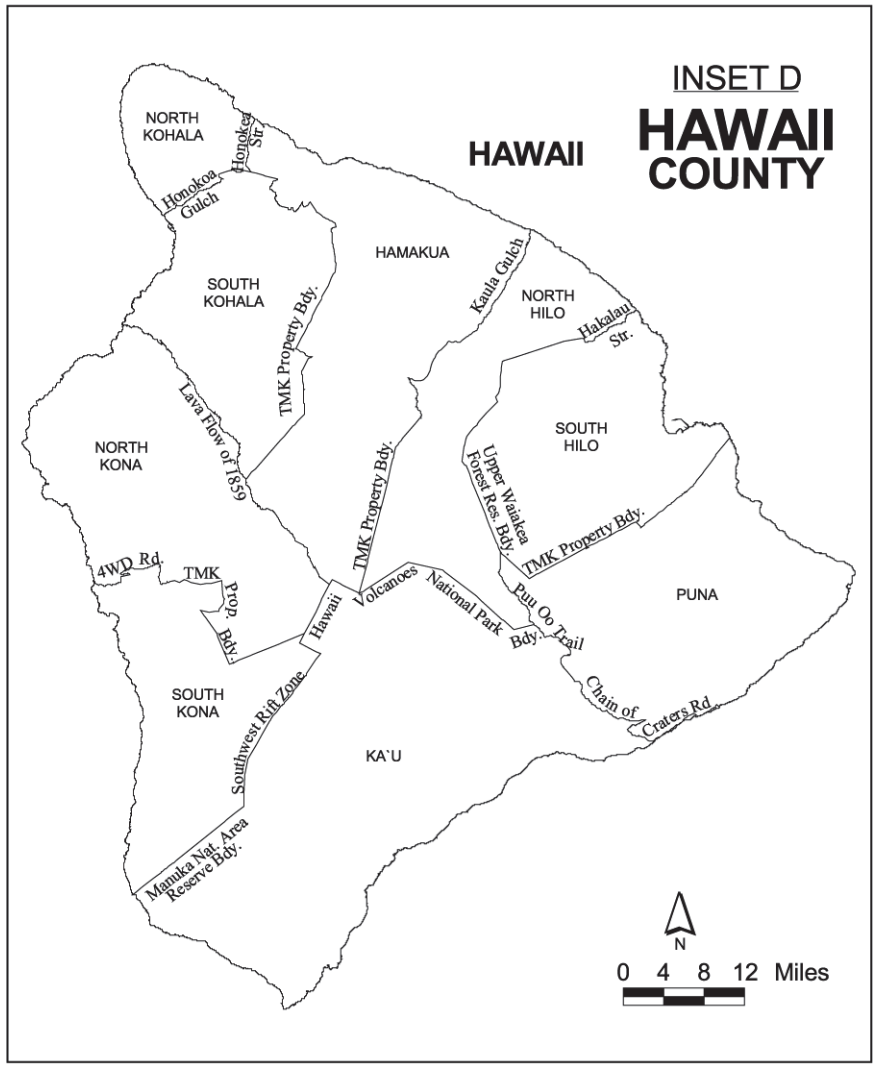 INSET D
HAWAII
COUNTY
HAWAII
NORTH
KOHALA
Honokea
Str.
Honokoa
Gulch
HAMAKUA
Kaula Gulch
SOUTH
KOHALA
NORTH
HILO
TMK Property Bdy.
Hakalau
Str.
Lava Flow of 1859
NORTH
KONA
SOUTH
HILO
TMK Property Bdy.
Upper Waiakea
Forest Res. Bdy.
TMK Property Bdy.
4WD Rd.
TMK
Prop.
Bdy.
Hawaii
Volcanoes
National Park
Bdy.
Puu Oo Trail
PUNA
SOUTH
KONA
Southwest Rift Zone
Chain of
Craters Rd
KA`U
Manuka Nat. Area
Reserve Bdy.
N
0 4 8 12 Miles